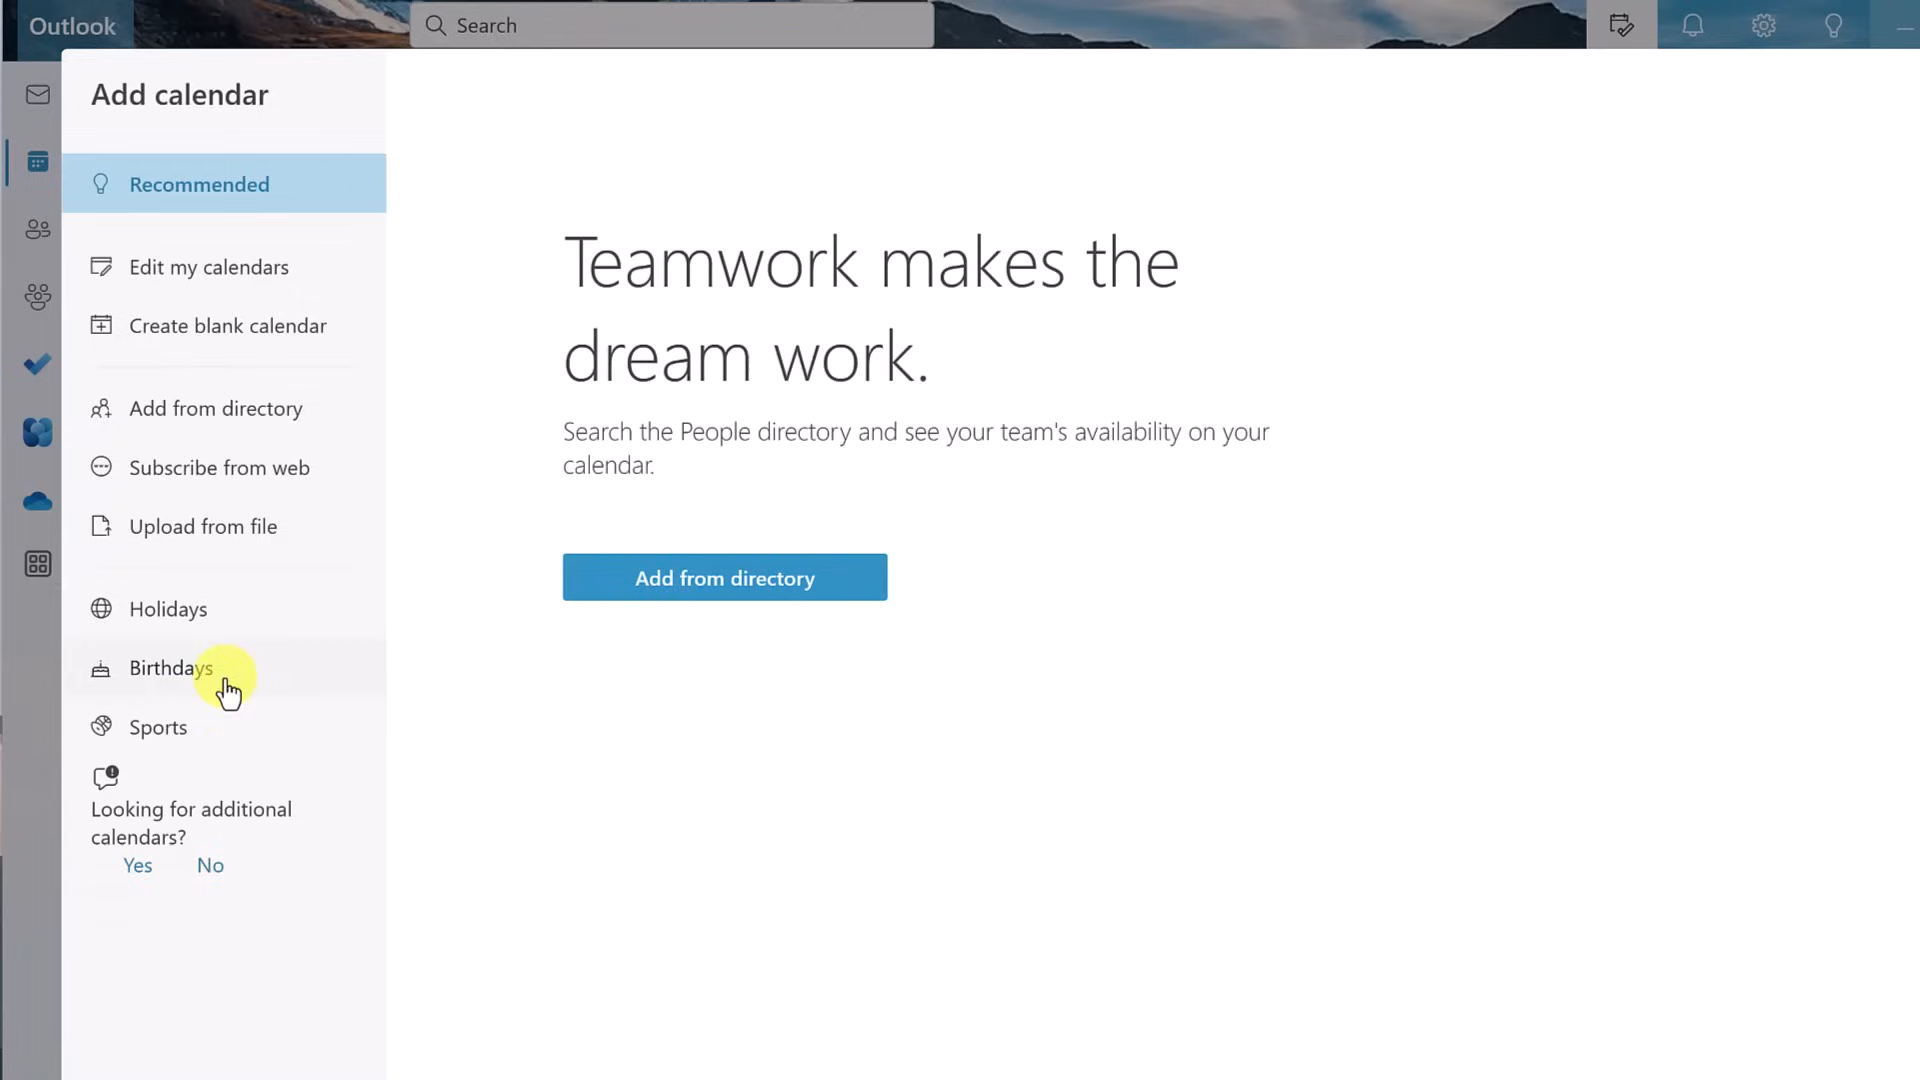 Outlook
Search
Add calendar
Recommended
Edit my calendars
Create blank calendar
Add from directory
Subscribe from web
Upload from file
Holidays
Birthdays
Sports
Looking for additional
calendars?
Yes No
Teamwork makes the
dream work.
Search the People directory and see your team's availability on your
calendar.
Add from directory